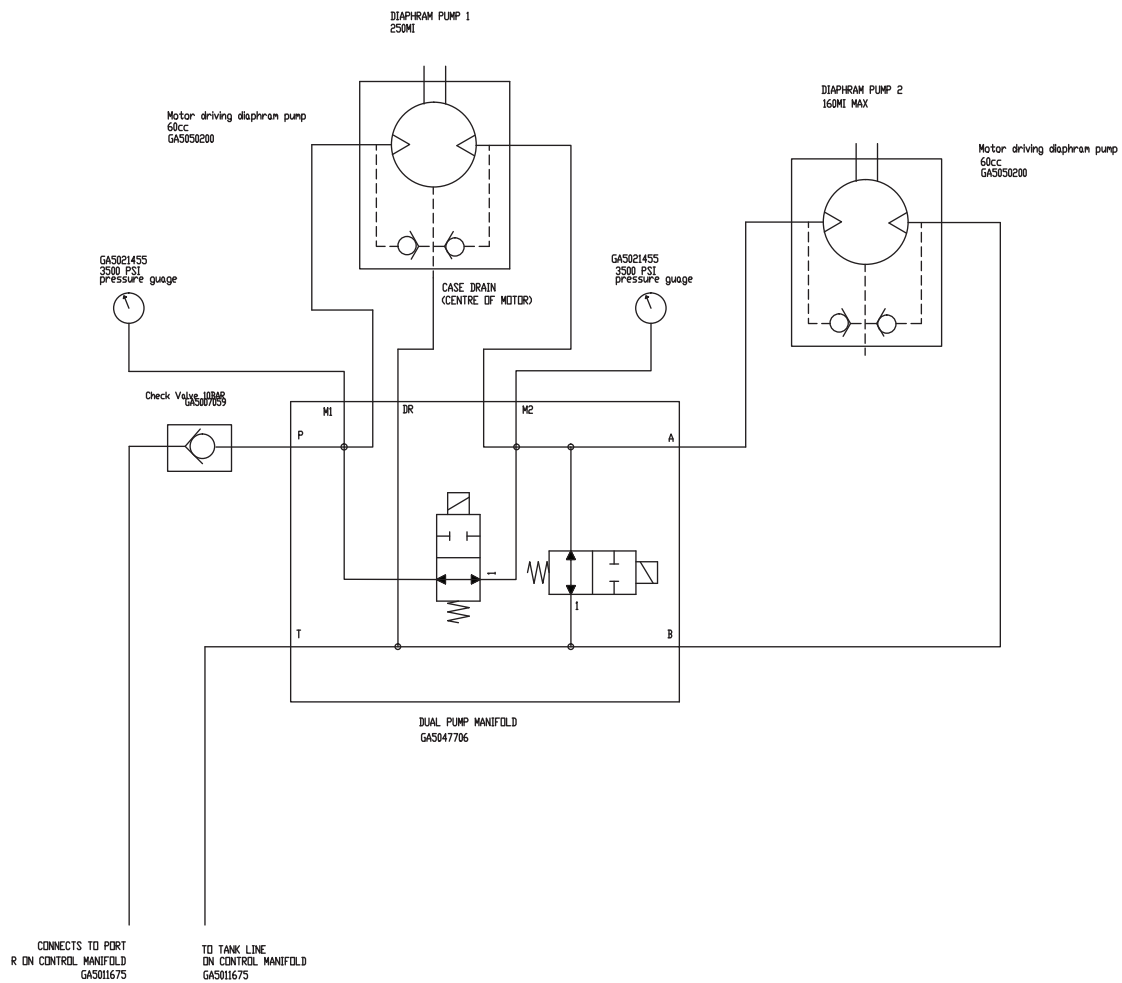 DIAPHRAM PUMP 1
250MI
Motor driving diaphram pump
60cc
GA5050200
DIAPHRAM PUMP 2
160MI MAX
Motor driving diaphram pump
60cc
GA5050200
GA5021455
3500 PSI
pressure guage
CASE DRAIN
(CENTRE OF MOTOR)
GA5021455
3500 PSI
pressure guage
Check Valve 10BAR
GA5007059
M1
DR
M2
P
A
1
1
T
B
DUAL PUMP MANIFOLD
GA5047706
CONNECTS TO PORT
R ON CONTROL MANIFOLD
GA5011675
TO TANK LINE
ON CONTROL MANIFOLD
GA5011675